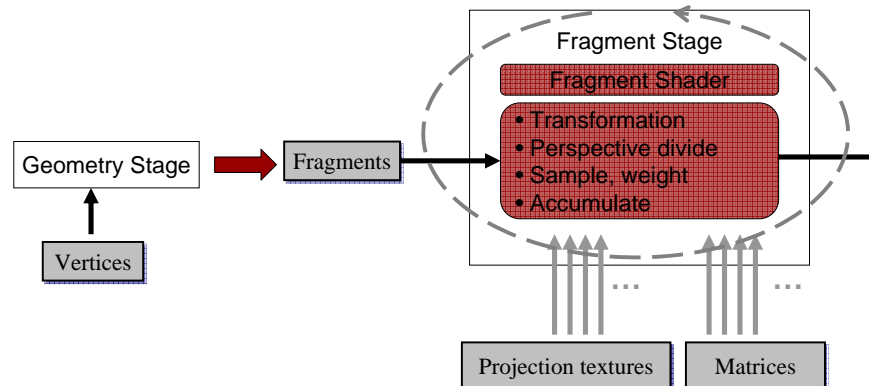 Fragment Stage
Fragment Shader
• Transformation
• Perspective divide
• Sample, weight
• Accumulate
Geometry Stage
Fragments
Vertices
...
...
Projection textures
Matrices